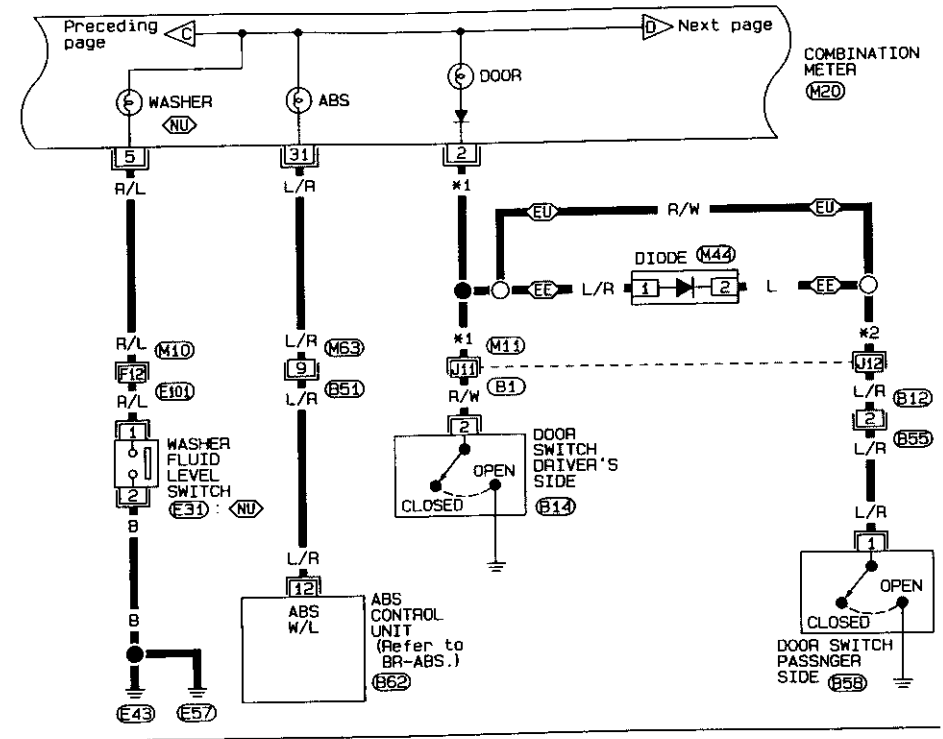 Preceding page
C
D
Next page
COMBINATION METER
M20
WASHER
NU
ABS
DOOR
5
31
2
R/L
L/R
*1
EU
R/W
EU
DIODE
M44
EE
L/R
1
2
L
EE
*1
*2
R/L
M10
F12
E101
R/L
L/R
M63
9
B51
L/R
M11
J11
B1
R/W
J12
L/R
B12
2
B55
L/R
1
WASHER FLUID LEVEL SWITCH
2
E31 : NU
B
2
DOOR SWITCH DRIVER'S SIDE
B14
OPEN
CLOSED
L/R
12
ABS W/L
ABS CONTROL UNIT (Refer to BR-ABS.)
B62
L/R
1
OPEN
CLOSED
DOOR SWITCH PASSNGER SIDE
B58
B
E43
E57